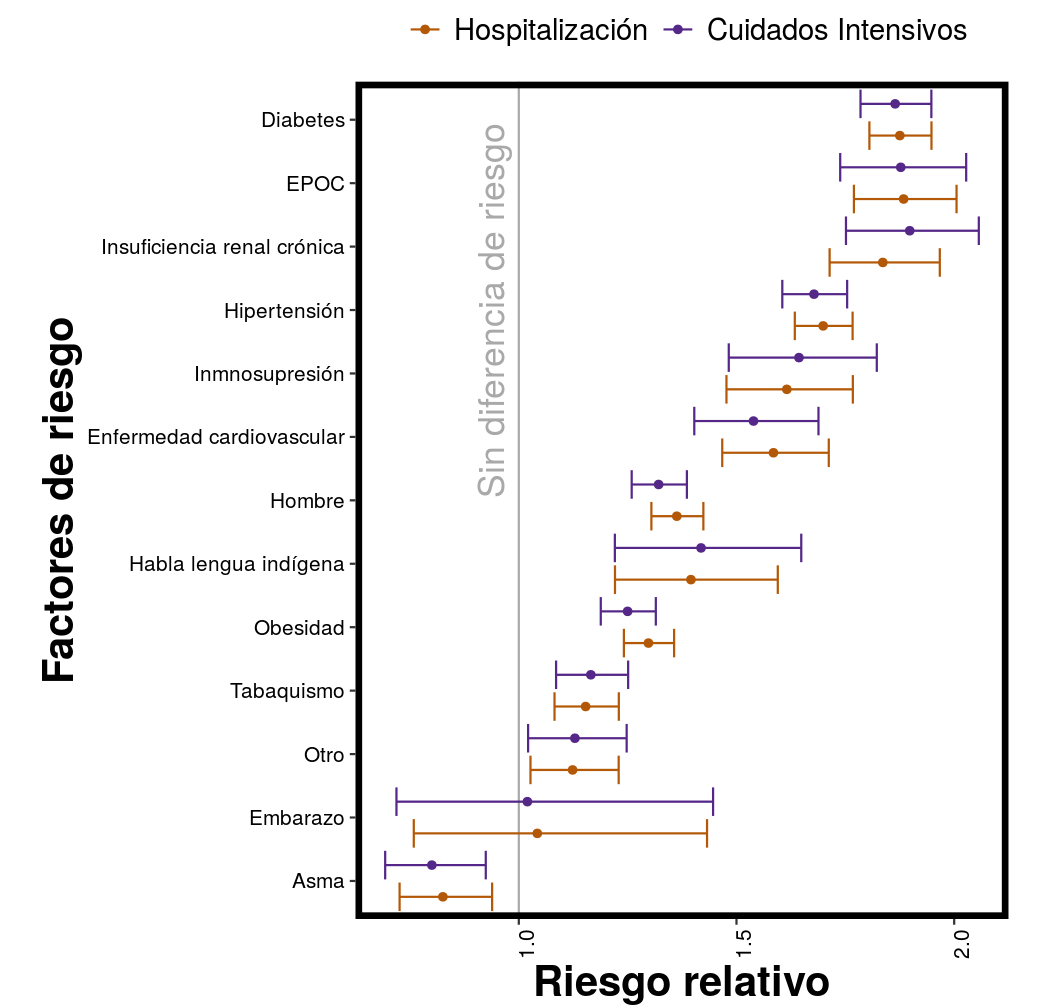 Hospitalización Cuidados Intensivos
Sin diferencia de riesgo
Factores de riesgo
Diabetes
EPOC
Insuficiencia renal crónica
Hipertensión
Inmnosupresión
Enfermedad cardiovascular
Hombre
Habla lengua indígena
Obesidad
Tabaquismo
Otro
Embarazo
Asma
1.0 1.5 2.0
Riesgo relativo